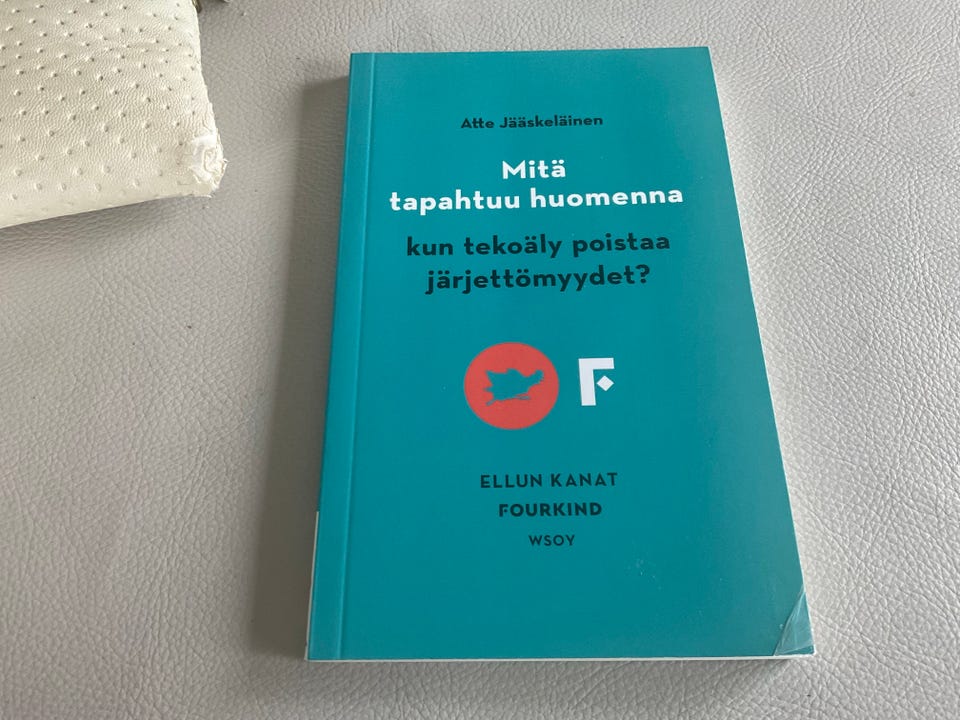 Atte Jääskeläinen
Mitä
tapahtuu huomenna
kun tekoäly poistaa
järjettömyydet?
F
ELLUN KANAT
FOURKIND
WSOY